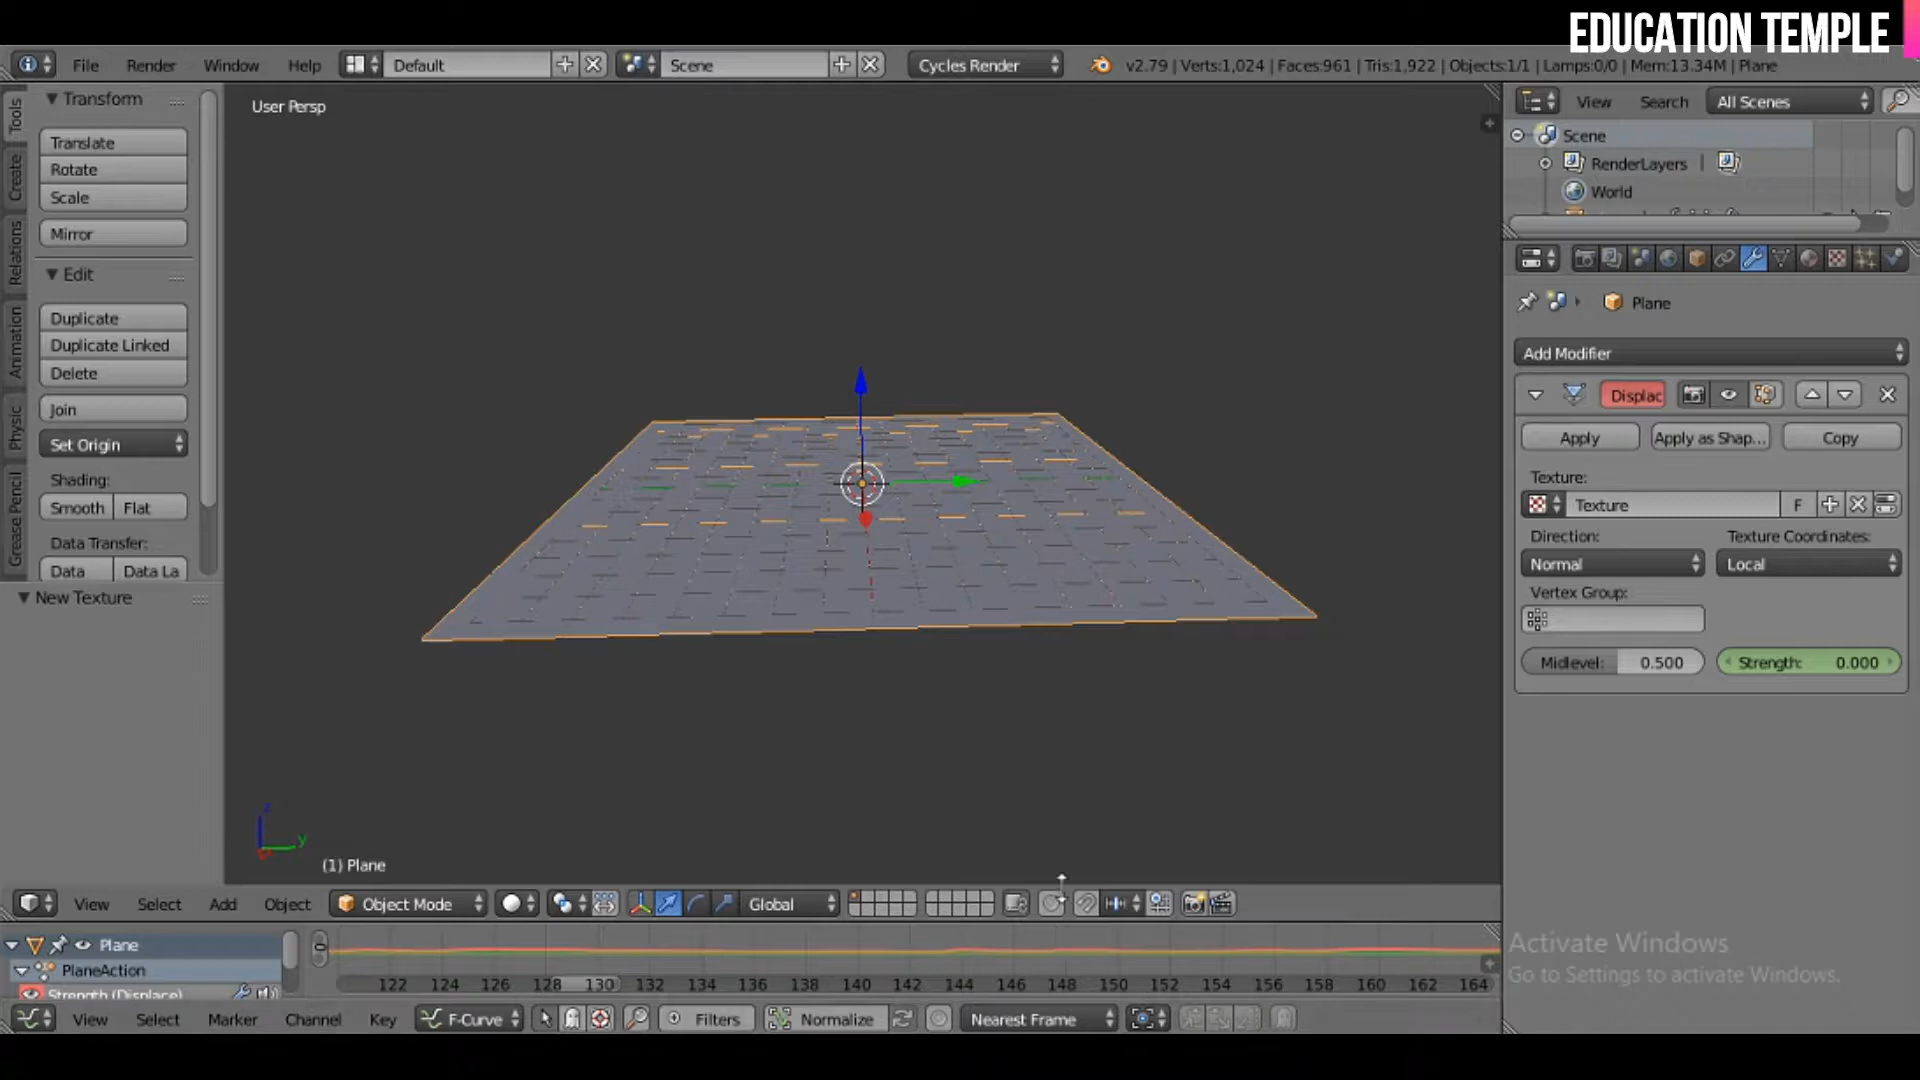 EDUCATION TEMPLE
File Render Window Help Default Scene Cycles Render v2.79 | Verts:1,024 | Faces:961 | Tris:1,922 | Objects:1/1 | Lamps:0/0 | Mem:13.34M | Plane
Tools
Create
Relations
Animation
Physic
Grease Pencil
Transform
Translate
Rotate
Scale
Mirror
Edit
Duplicate
Duplicate Linked
Delete
Join
Set Origin
Shading:
Smooth Flat
Data Transfer:
Data Data La
New Texture
User Persp
z
y
(1) Plane
View Search All Scenes
Scene
RenderLayers |
World
Plane
Add Modifier
Displac
Apply Apply as Shap... Copy
Texture:
Texture F
Direction: Texture Coordinates:
Normal Local
Vertex Group:
Midlevel: 0.500 Strength: 0.000
Activate Windows
Go to Settings to activate Windows.
View Select Add Object Object Mode Global
Plane
PlaneAction
Strength (Displace)
122 124 126 128 130 132 134 136 138 140 142 144 146 148 150 152 154 156 158 160 162 164
View Select Marker Channel Key F-Curve Filters Normalize Nearest Frame